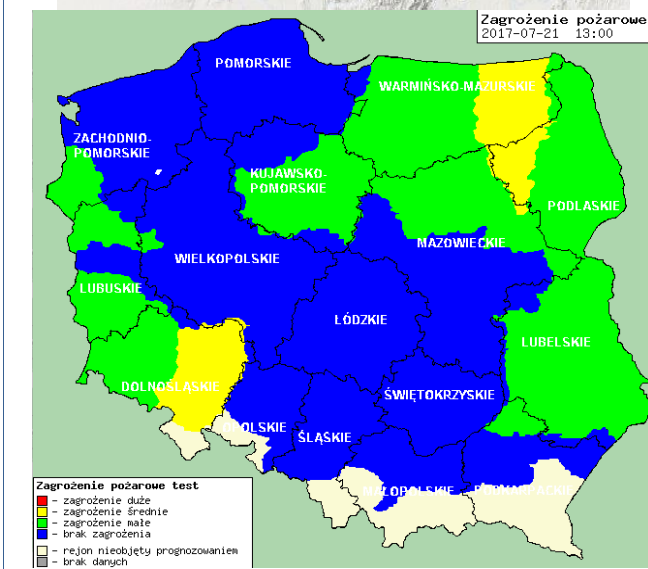 Zagrożenie pożarowe
2017-07-21 13:00
POMORSKIE
WARMIŃSKO-MAZURSKIE
ZACHODNIO-
POMORSKIE
KUJAWSKO-
POMORSKIE
PODLASKIE
MAZOWIECKIE
WIELKOPOLSKIE
LUBUSKIE
ŁÓDZKIE
LUBELSKIE
DOLNOŚLĄSKIE
ŚWIĘTOKRZYSKIE
OPOLSKIE
ŚLĄSKIE
MAŁOPOLSKIE
PODKARPACKIE
Zagrożenie pożarowe test
- zagrożenie duże
- zagrożenie średnie
- zagrożenie małe
- brak zagrożenia
- rejon nieobjęty prognozowaniem
- brak danych